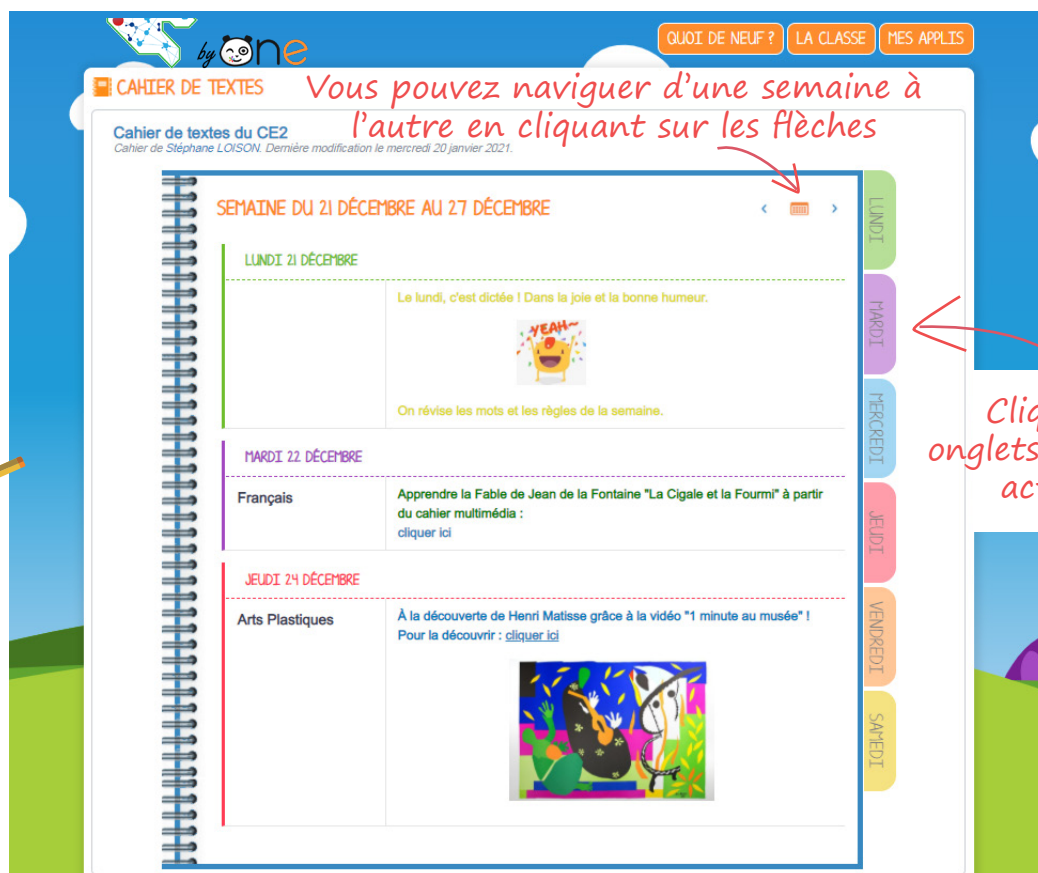 by One
QUOI DE NEUF ? LA CLASSE MES APPLIS
CAHIER DE TEXTES
Vous pouvez naviguer d'une semaine à
l'autre en cliquant sur les flèches
Cahier de textes du CE2
Cahier de Stéphane LOISON. Dernière modification le mercredi 20 janvier 2021.
SEMAINE DU 21 DÉCEMBRE AU 27 DÉCEMBRE
LUNDI 21 DÉCEMBRE
Le lundi, c'est dictée ! Dans la joie et la bonne humeur.
YEAH~
On révise les mots et les règles de la semaine.
MARDI 22 DÉCEMBRE
Français
Apprendre la Fable de Jean de la Fontaine "La Cigale et la Fourmi" à partir
du cahier multimédia :
cliquer ici
JEUDI 24 DÉCEMBRE
Arts Plastiques
À la découverte de Henri Matisse grâce à la vidéo "1 minute au musée" !
Pour la découvrir : cliquer ici
LUNDI
MARDI
MERCREDI
JEUDI
VENDREDI
SAMEDI
onglets